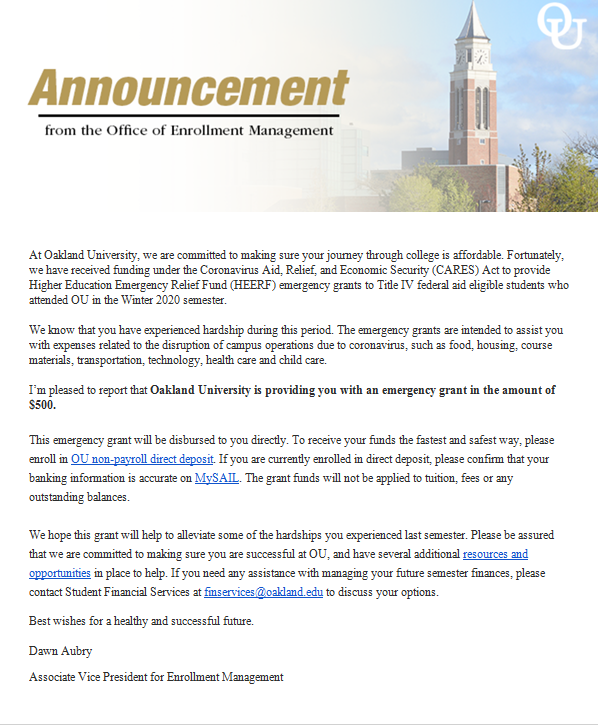 OU
Announcement
from the Office of Enrollment Management
At Oakland University, we are committed to making sure your journey through college is affordable. Fortunately,
we have received funding under the Coronavirus Aid, Relief, and Economic Security (CARES) Act to provide
Higher Education Emergency Relief Fund (HEERF) emergency grants to Title IV federal aid eligible students who
attended OU in the Winter 2020 semester.
We know that you have experienced hardship during this period. The emergency grants are intended to assist you
with expenses related to the disruption of campus operations due to coronavirus, such as food, housing, course
materials, transportation, technology, health care and child care.
I’m pleased to report that Oakland University is providing you with an emergency grant in the amount of
$500.
This emergency grant will be disbursed to you directly. To receive your funds the fastest and safest way, please
enroll in OU non-payroll direct deposit. If you are currently enrolled in direct deposit, please confirm that your
banking information is accurate on MySAIL. The grant funds will not be applied to tuition, fees or any
outstanding balances.
We hope this grant will help to alleviate some of the hardships you experienced last semester. Please be assured
that we are committed to making sure you are successful at OU, and have several additional resources and
opportunities in place to help. If you need any assistance with managing your future semester finances, please
contact Student Financial Services at finservices@oakland.edu to discuss your options.
Best wishes for a healthy and successful future.
Dawn Aubry
Associate Vice President for Enrollment Management